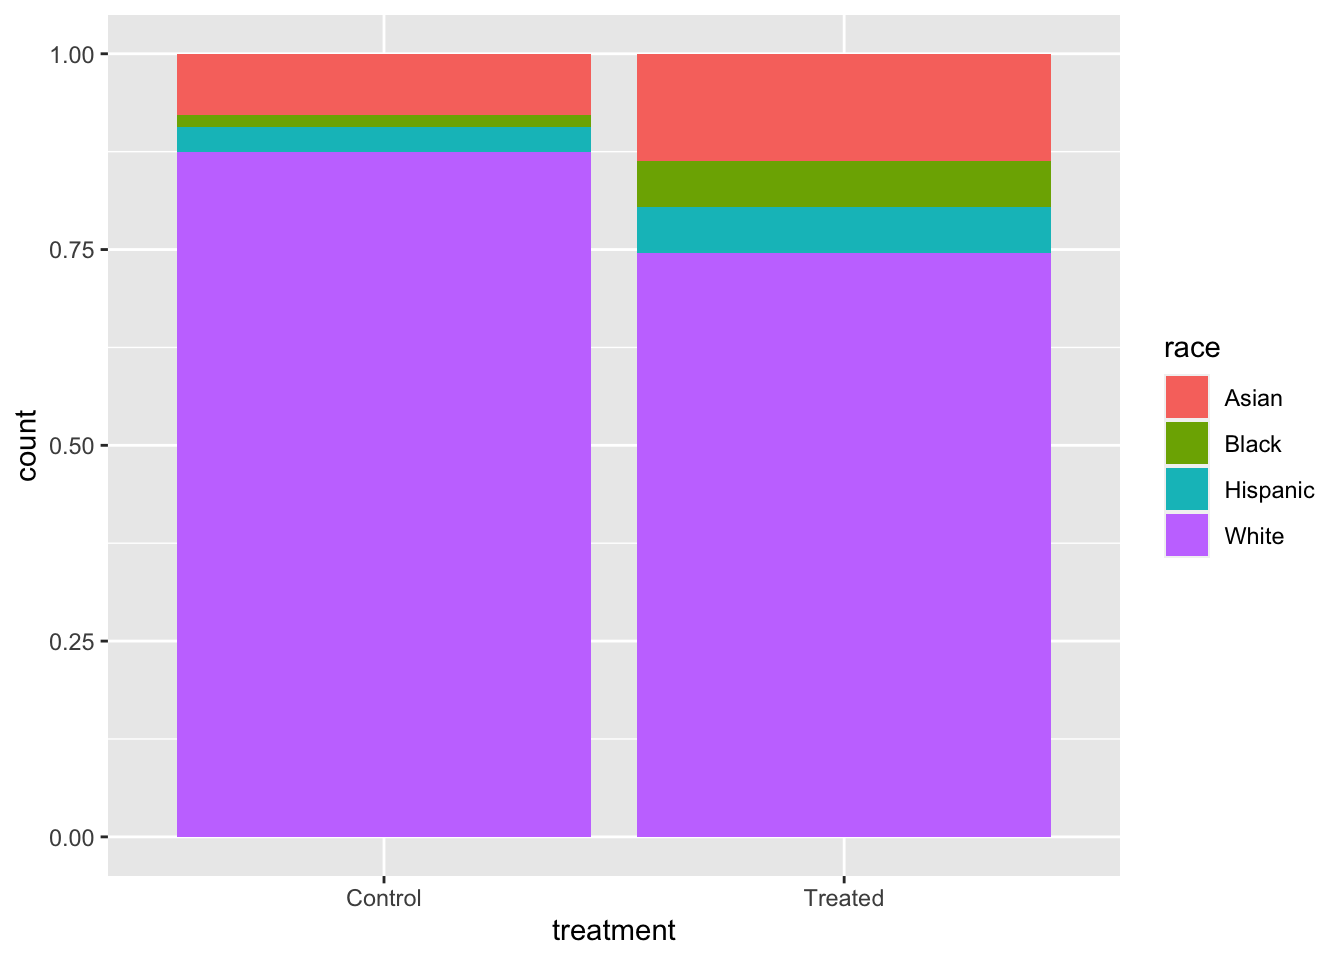 1.00
0.75
0.50
0.25
0.00
count
Control
Treated
treatment
race
Asian
Black
Hispanic
White